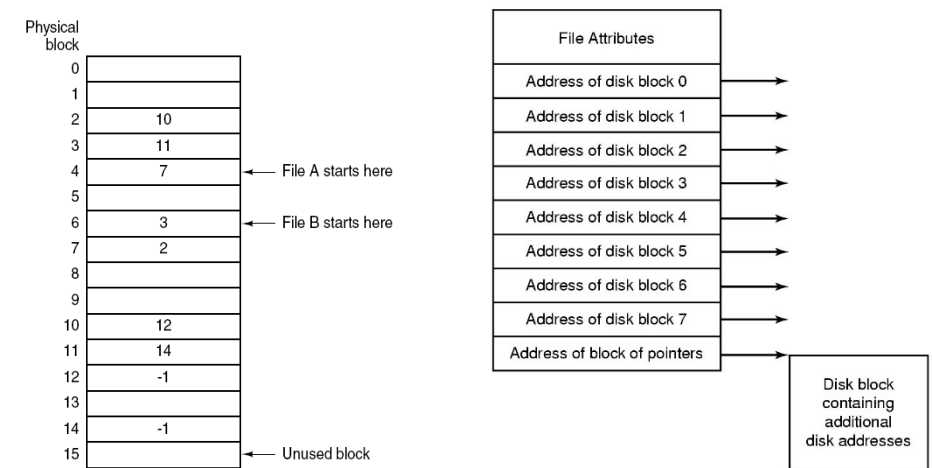 Physical
block
0
1
2 10
3 11
4 7 File A starts here
5
6 3 File B starts here
7 2
8
9
10 12
11 14
12 -1
13
14 -1
15 Unused block
File Attributes
Address of disk block 0
Address of disk block 1
Address of disk block 2
Address of disk block 3
Address of disk block 4
Address of disk block 5
Address of disk block 6
Address of disk block 7
Address of block of pointers
Disk block
containing
additional
disk addresses